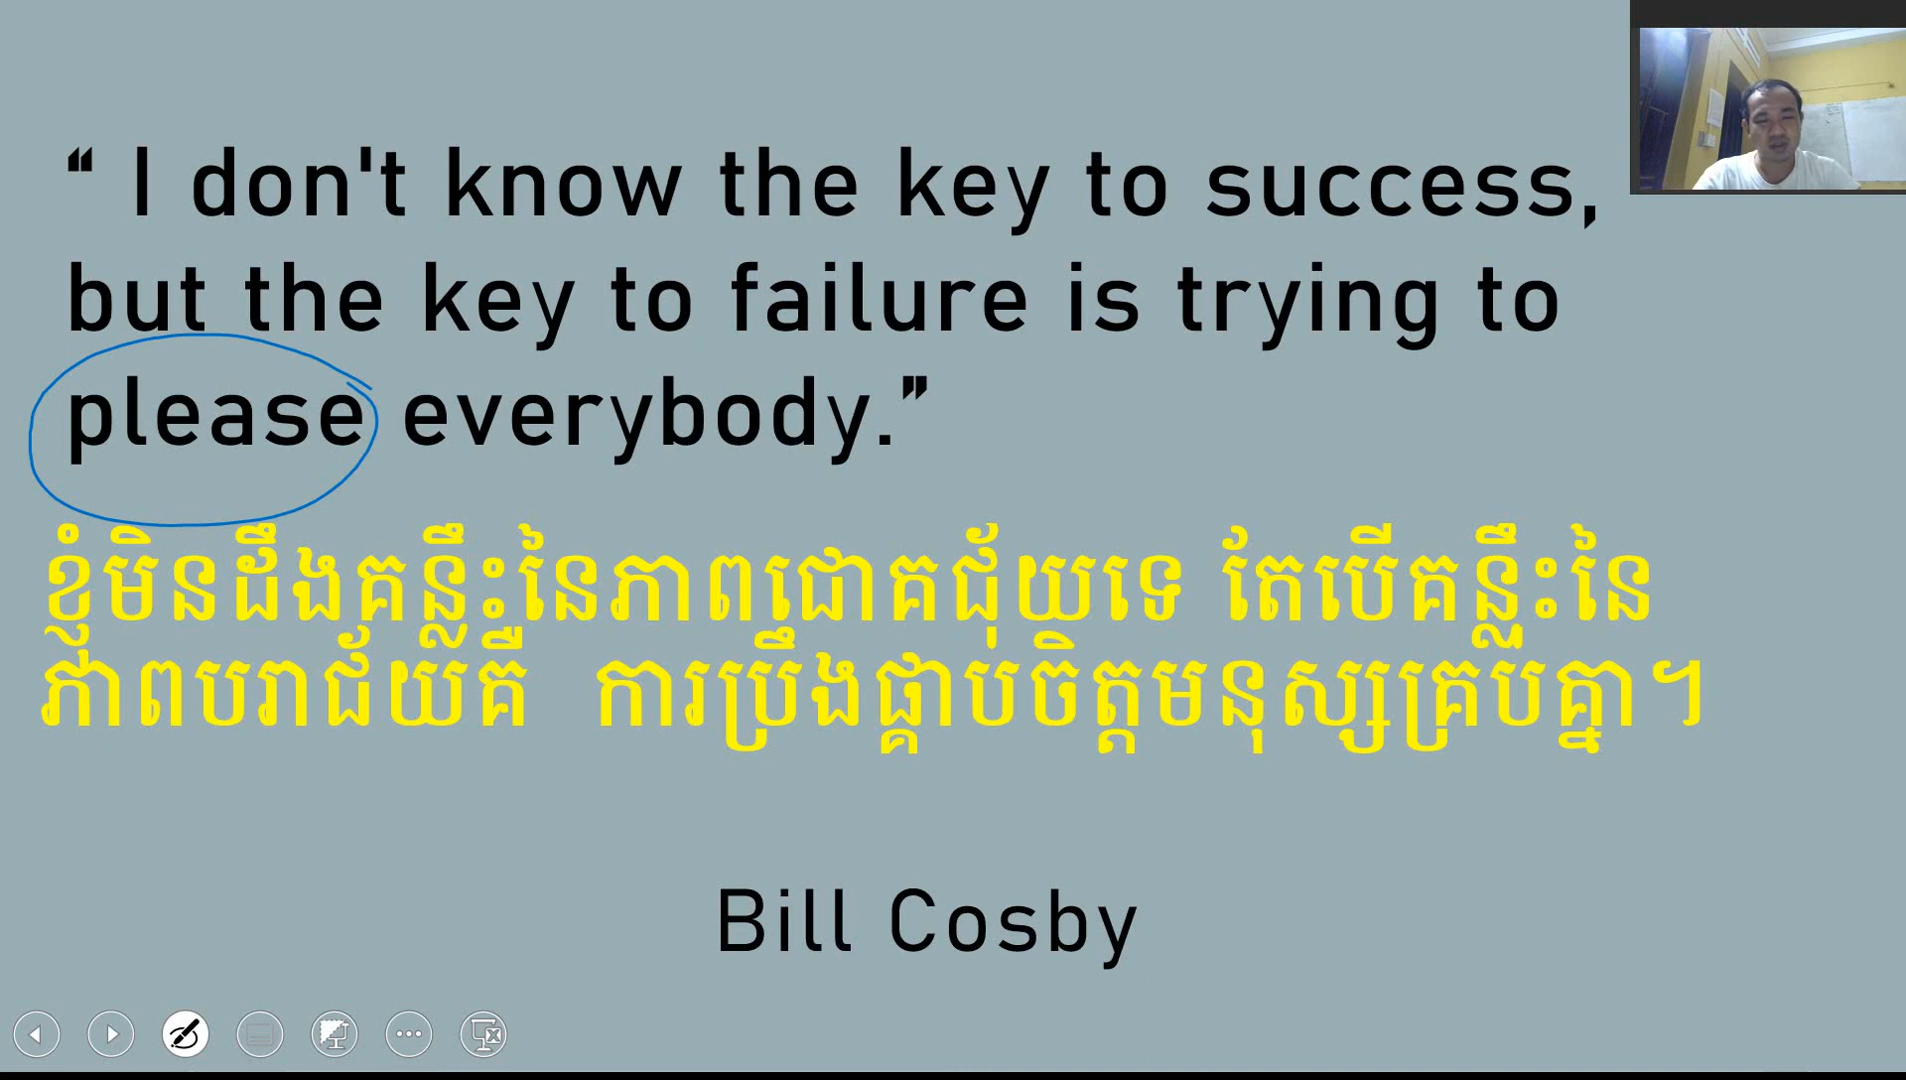 “ I don't know the key to success,
but the key to failure is trying to
please everybody.”
ខ្ញុំមិនដឹងគន្លឹះនៃភាពជោគជ័យទេ តែបើគន្លឹះនៃ
ភាពបរាជ័យគឺ ការប្រឹងផ្គាប់ចិត្តមនុស្សគ្រប់គ្នា។
Bill Cosby